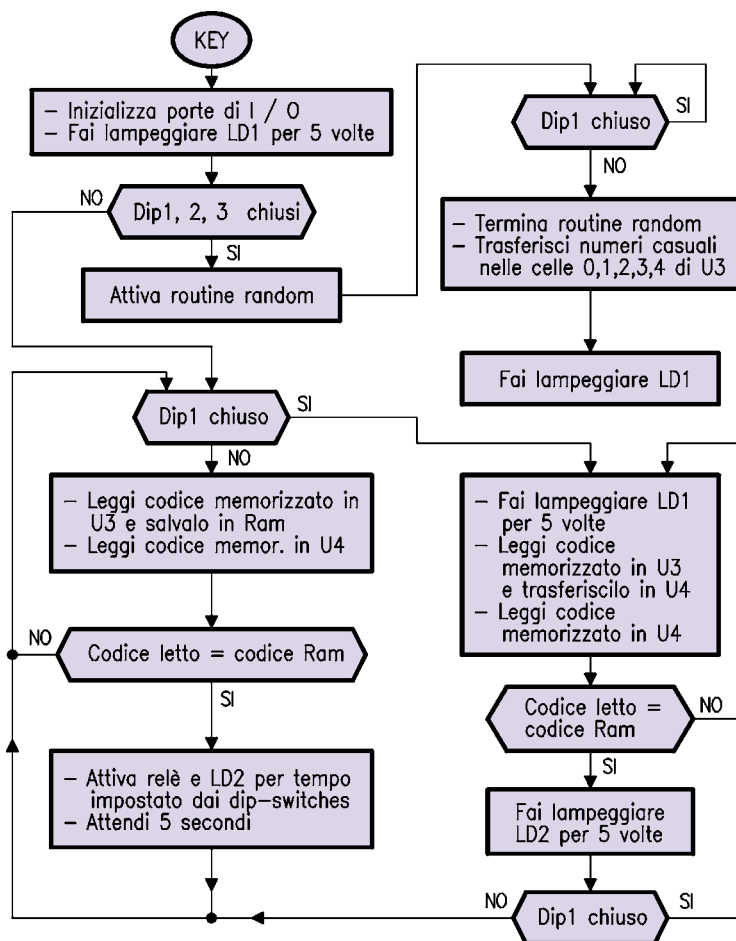 KEY
– Inizializza porte di I / O
– Fai lampeggiare LD1 per 5 volte
NO
Dip1, 2, 3 chiusi
SI
Attiva routine random
Dip1 chiuso
SI
NO
– Termina routine random
– Trasferisci numeri casuali
nelle celle 0,1,2,3,4 di U3
Fai lampeggiare LD1
Dip1 chiuso
SI
NO
– Leggi codice memorizzato in
U3 e salvalo in Ram
– Leggi codice memor. in U4
NO
Codice letto = codice Ram
SI
– Attiva relè e LD2 per tempo
impostato dai dip-switches
– Attendi 5 secondi
– Fai lampeggiare LD1
per 5 volte
– Leggi codice
memorizzato in U3
e trasferiscilo in U4
– Leggi codice
memorizzato in U4
Codice letto =
codice Ram
NO
SI
Fai lampeggiare
LD2 per 5 volte
NO
Dip1 chiuso
SI